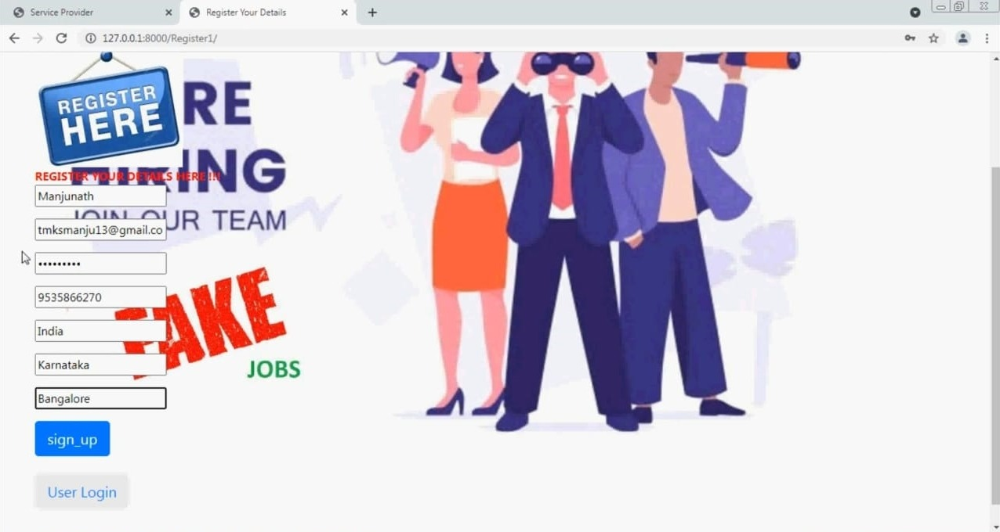 Service Provider
Register Your Details
127.0.0.1:8000/Register1/
REGISTER
HERE
RE
HIRING
REGISTER YOUR DETAILS HERE !!!
Manjunath
JOIN OUR TEAM
tmksmanju13@gmail.co
•••••••••
9535866270
FAKE
India
JOBS
Karnataka
Bangalore
sign_up
User Login